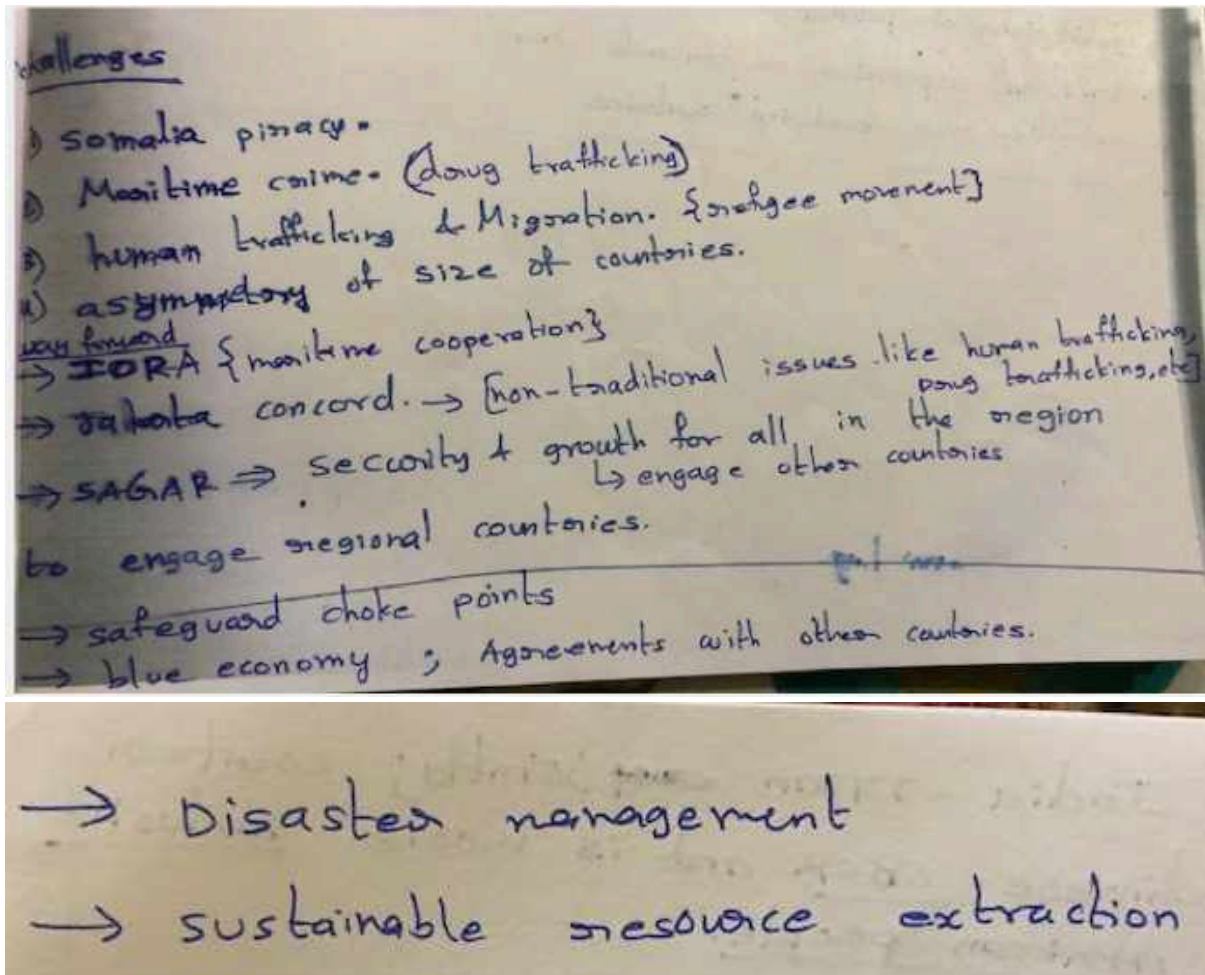 challenges
1) somalia piracy.
2) Maritime crime. (drug trafficking)
3) human trafficking & Migration. {refugee movement}
4) asymmetry of size of countries.
way forward
→ IORA {maritime cooperation}
→ concord. → [non-traditional issues like human trafficking,
Drug trafficking, etc]
→ SAGAR ⇒ security & growth for all in the region
↳ engage other countries
to engage regional countries.
→ safeguard choke points
→ blue economy ; Agreements with other countries.
→ Disaster management
→ sustainable resource extraction